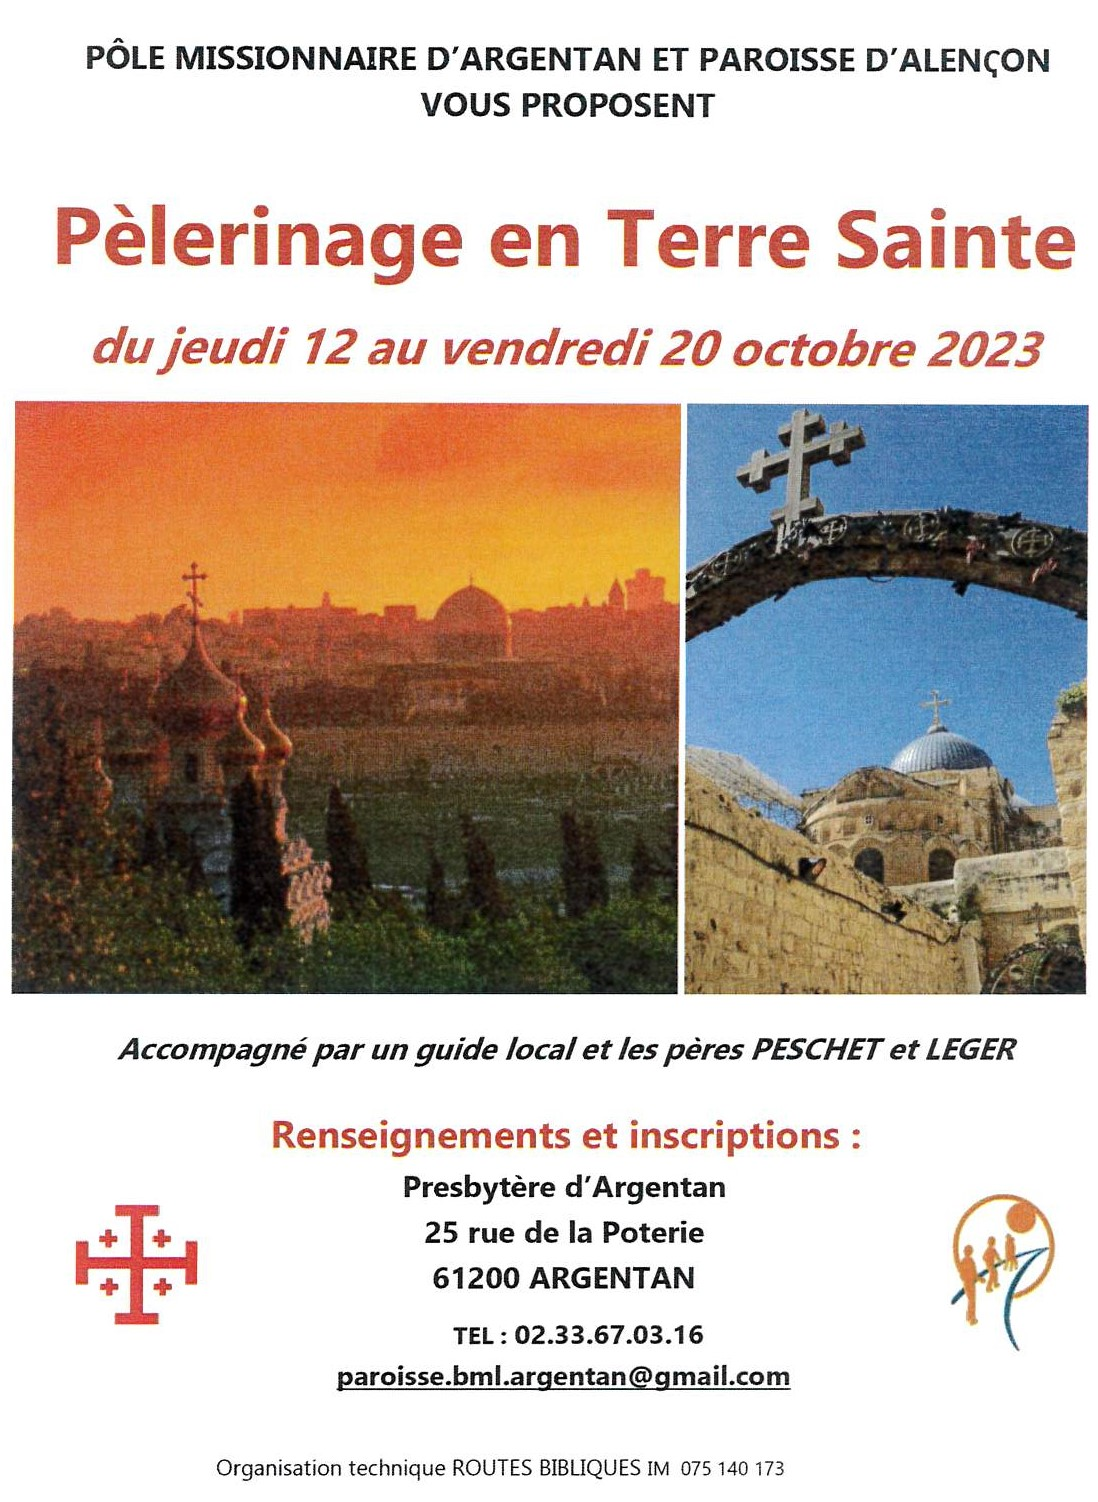 PÔLE MISSIONNAIRE D'ARGENTAN ET PAROISSE D'ALENÇON
VOUS PROPOSENT
Pèlerinage en Terre Sainte
du jeudi 12 au vendredi 20 octobre 2023
Accompagné par un guide local et les pères PESCHET et LEGER
Renseignements et inscriptions :
Presbytère d'Argentan
25 rue de la Poterie
61200 ARGENTAN
TEL : 02.33.67.03.16
paroisse.bml.argentan@gmail.com
Organisation technique ROUTES BIBLIQUES IM 075 140 173